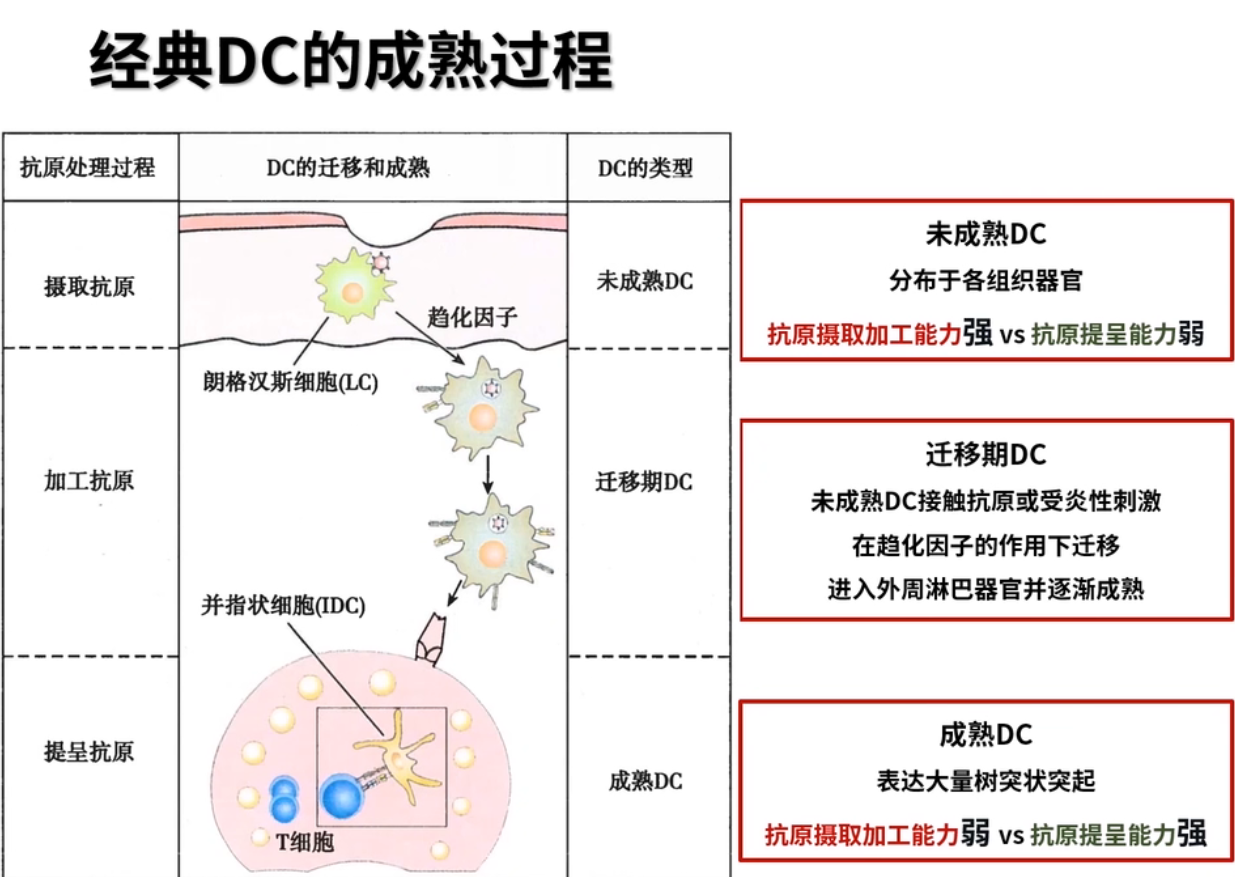 经典DC的成熟过程
抗原处理过程
DC的迁移和成熟
DC的类型
摄取抗原
趋化因子
朗格汉斯细胞(LC)
未成熟DC
加工抗原
并指状细胞(IDC)
迁移期DC
提呈抗原
T细胞
成熟DC
未成熟DC
分布于各组织器官
抗原摄取加工能力强 vs 抗原提呈能力弱
迁移期DC
未成熟DC接触抗原或受炎性刺激
在趋化因子的作用下迁移
进入外周淋巴器官并逐渐成熟
成熟DC
表达大量树突状突起
抗原摄取加工能力弱 vs 抗原提呈能力强